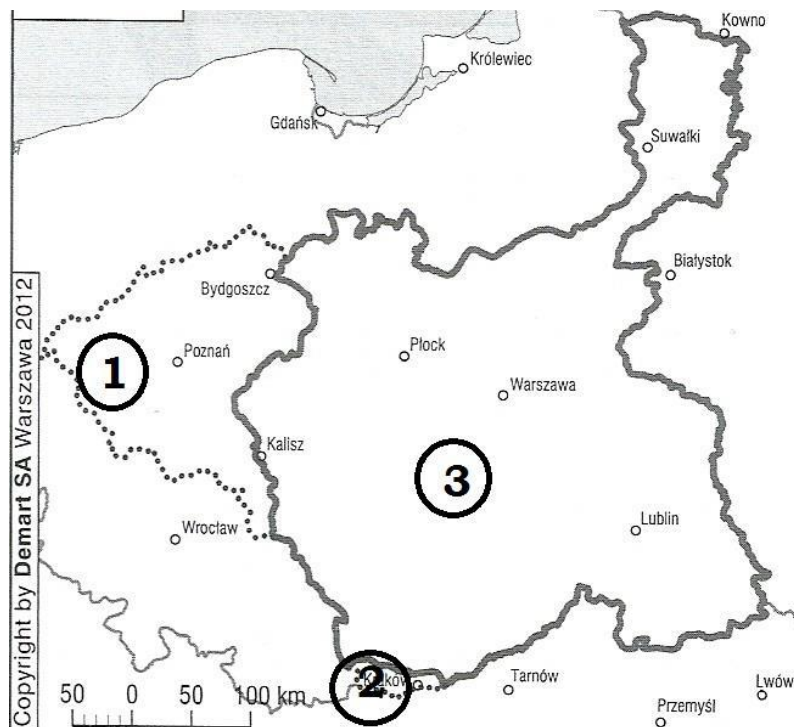 Kowno
Królewiec
Gdańsk
Suwałki
Białystok
Bydgoszcz
Płock
Poznań
1
Warszawa
Kalisz
3
Lublin
Wrocław
2
Kraków
Tarnów
Lwów
Przemyśl
50 0 50 100 km
Copyright by Demart SA Warszawa 2012